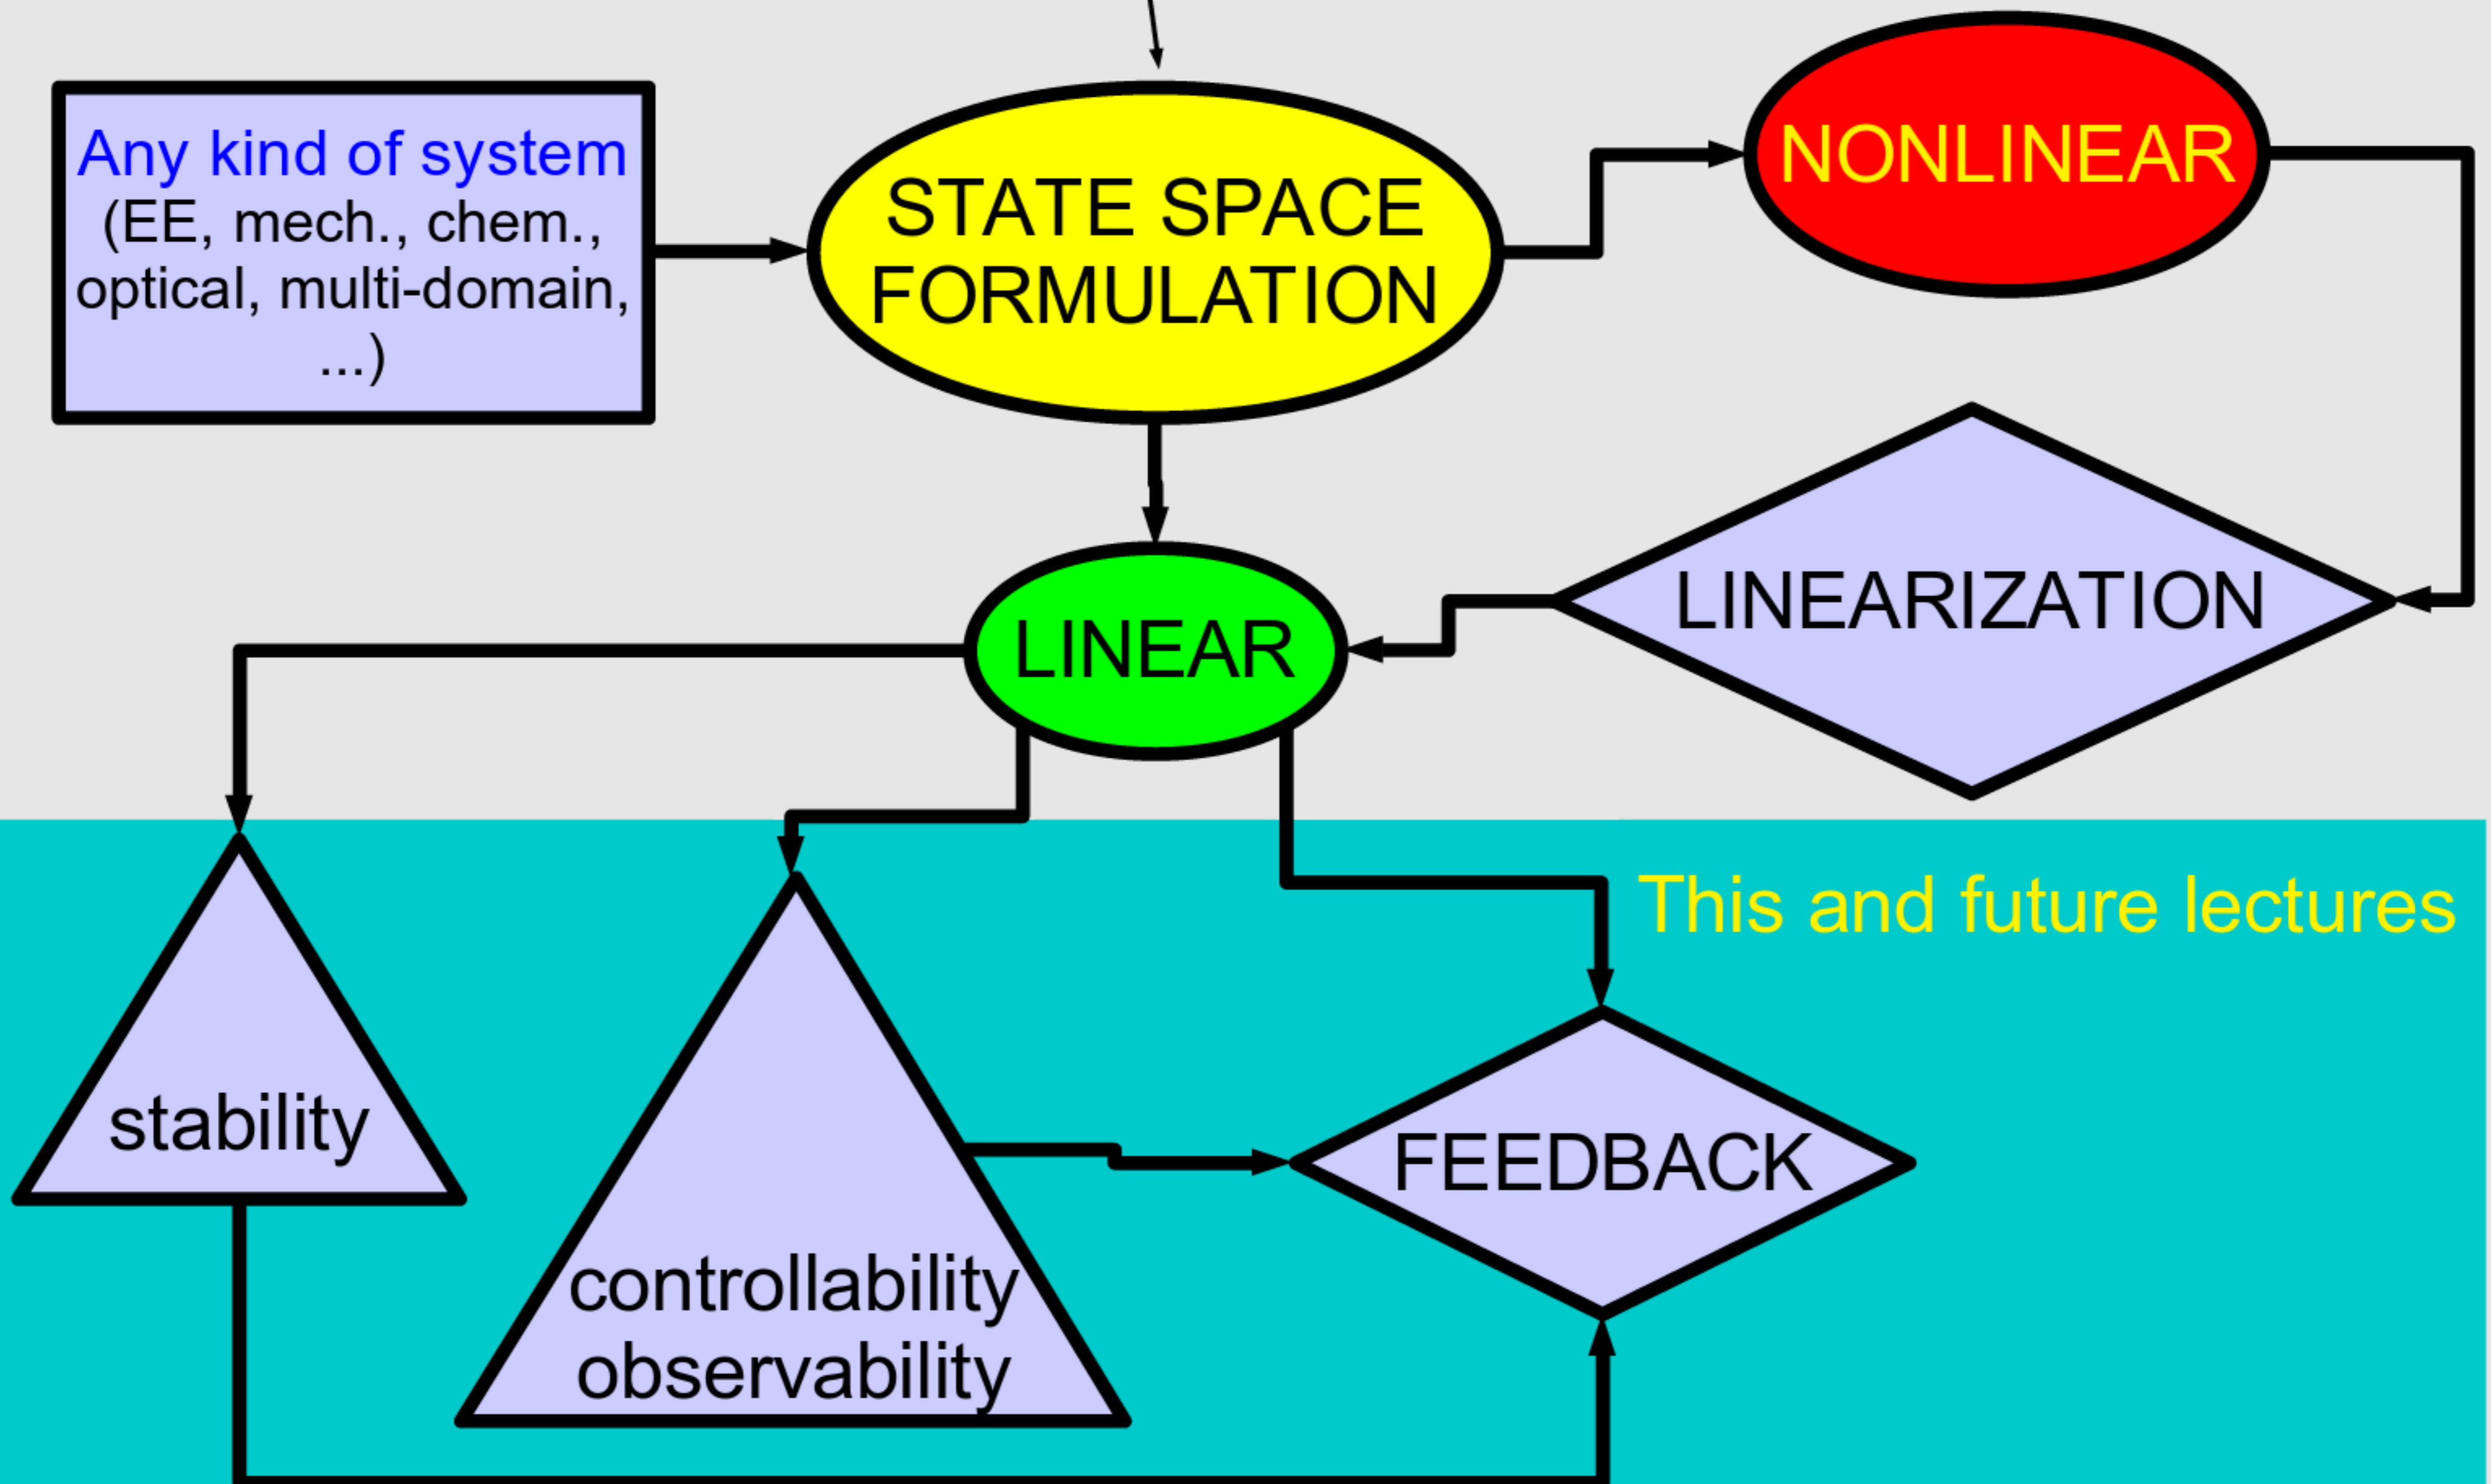 Any kind of system
(EE, mech., chem.,
optical, multi-domain,
...)
STATE SPACE
FORMULATION
NONLINEAR
LINEARIZATION
LINEAR
This and future lectures
stability
controllability
observability
FEEDBACK